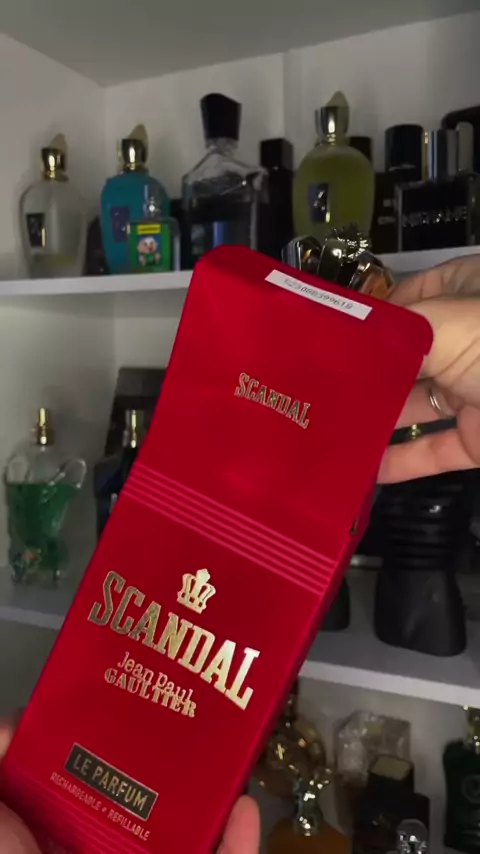 SCANDAL
SCANDAL
Jean Paul
GAULTIER
LE PARFUM
RECHARGEABLE • REFILLABLE